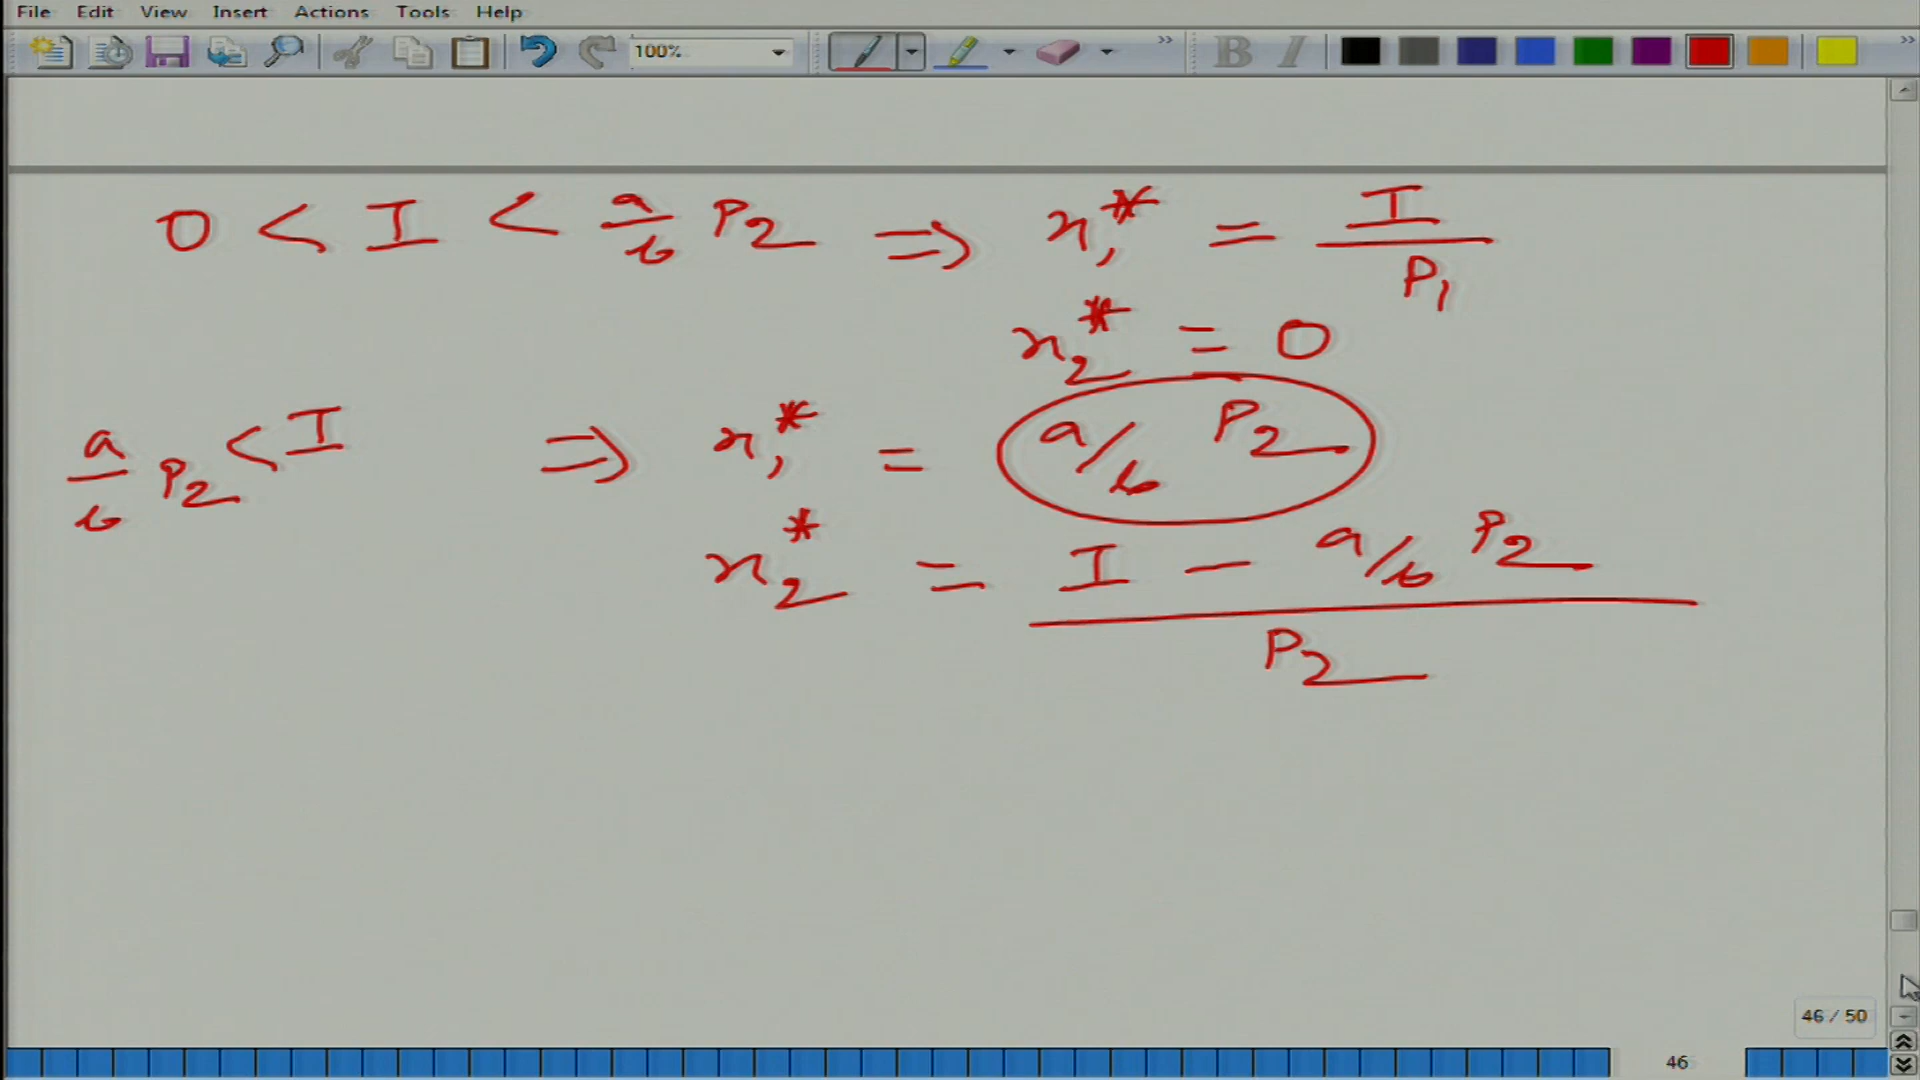 File Edit View Insert Actions Tools Help
100%
B I
0 < I < a/b P2 ⇒ x1* = I/P1
x2* = 0
a/b P2 < I ⇒ x1* = a/b P2
x2* = (I - a/b P2)/P2
46 / 50
46